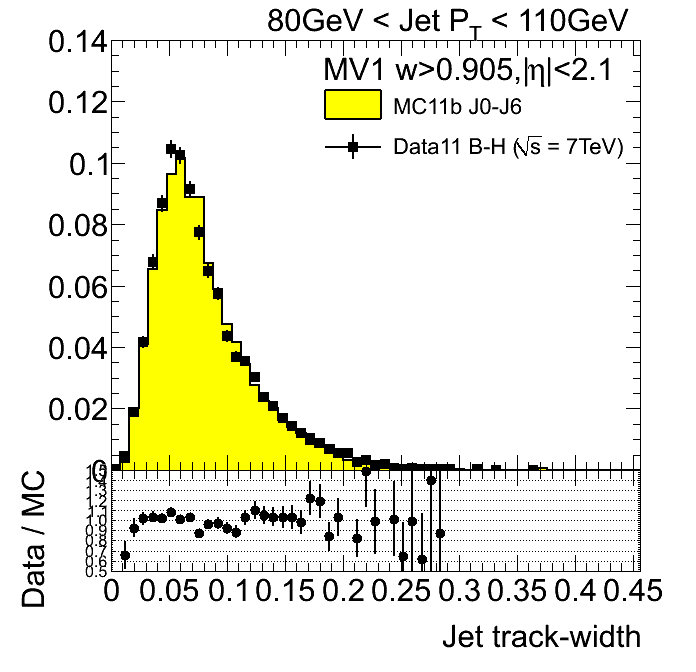 80GeV < Jet P_T < 110GeV
0.14
MV1 w>0.905,|η|<2.1
0.12
MC11b J0-J6
Data11 B-H (√s = 7TeV)
0.1
0.08
0.06
0.04
0.02
0
1.5
1.4
1.3
1.2
1.1
1.0
0.9
0.8
0.7
0.6
0.5
Data / MC
0 0.05 0.1 0.15 0.2 0.25 0.3 0.35 0.4 0.45
Jet track-width